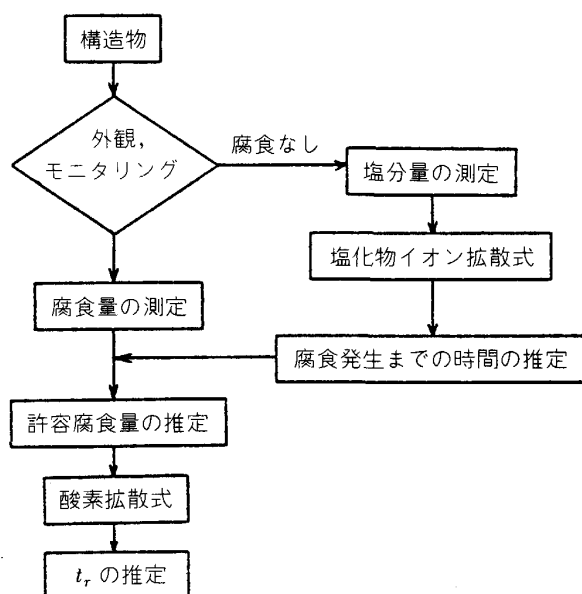 構造物
外観,
モニタリング
腐食なし
塩分量の測定
塩化物イオン拡散式
腐食発生までの時間の推定
腐食量の測定
許容腐食量の推定
酸素拡散式
tr の推定